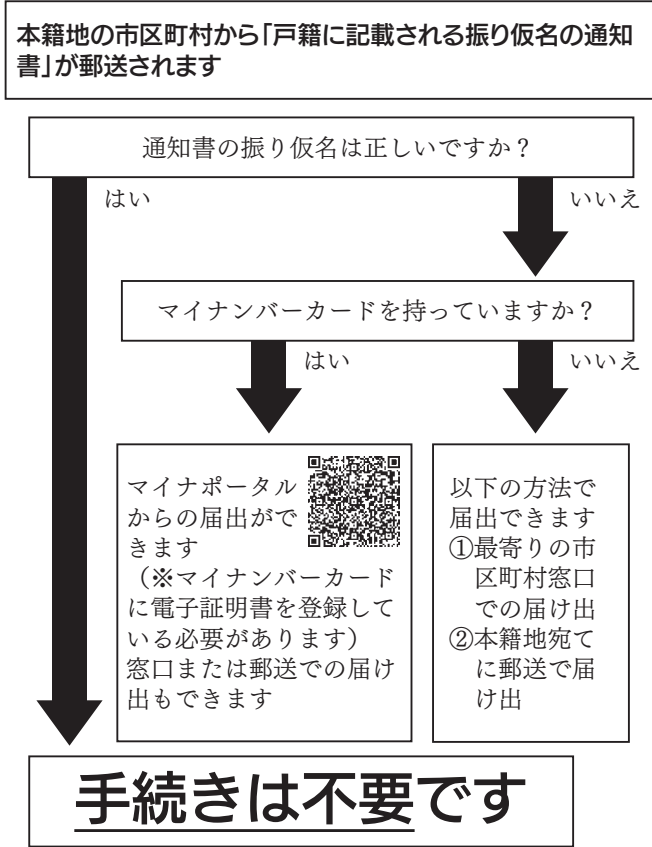 本籍地の市区町村から「戸籍に記載される振り仮名の通知
書」が郵送されます
通知書の振り仮名は正しいですか?
はい
いいえ
マイナンバーカードを持っていますか?
はい
いいえ
マイナポータル
からの届出がで
きます
(※マイナンバーカード
に電子証明書を登録して
いる必要があります)
窓口または郵送での届け
出もできます
以下の方法で
届出できます
①最寄りの市
区町村窓口
での届け出
②本籍地宛て
に郵送で届
け出
手続きは不要です